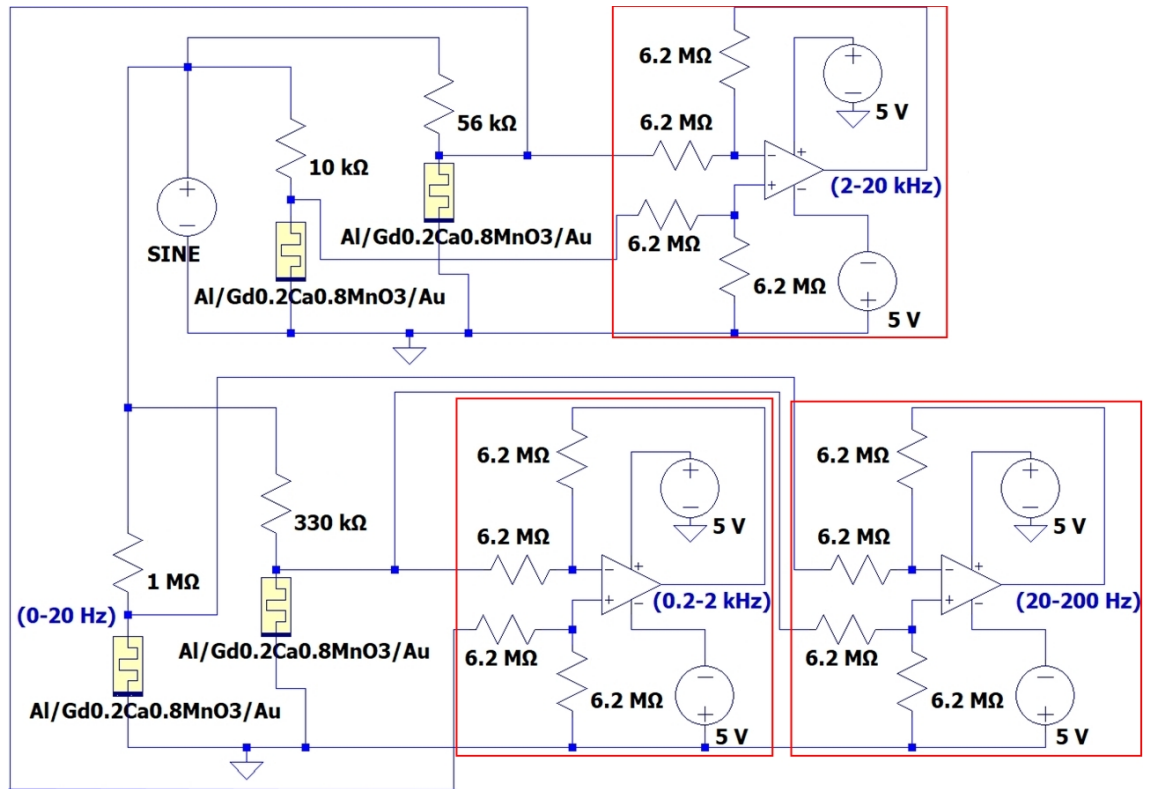 6.2 MΩ
+
−
5 V
56 kΩ
6.2 MΩ
10 kΩ
−
+
+
−
(2-20 kHz)
+
−
SINE
Al/Gd0.2Ca0.8MnO3/Au
6.2 MΩ
6.2 MΩ
−
+
5 V
Al/Gd0.2Ca0.8MnO3/Au
6.2 MΩ
+
−
5 V
6.2 MΩ
+
−
5 V
330 kΩ
6.2 MΩ
6.2 MΩ
1 MΩ
−
+
+
−
(0.2-2 kHz)
−
+
+
−
(20-200 Hz)
(0-20 Hz)
Al/Gd0.2Ca0.8MnO3/Au
6.2 MΩ
6.2 MΩ
6.2 MΩ
−
+
5 V
6.2 MΩ
−
+
5 V
Al/Gd0.2Ca0.8MnO3/Au